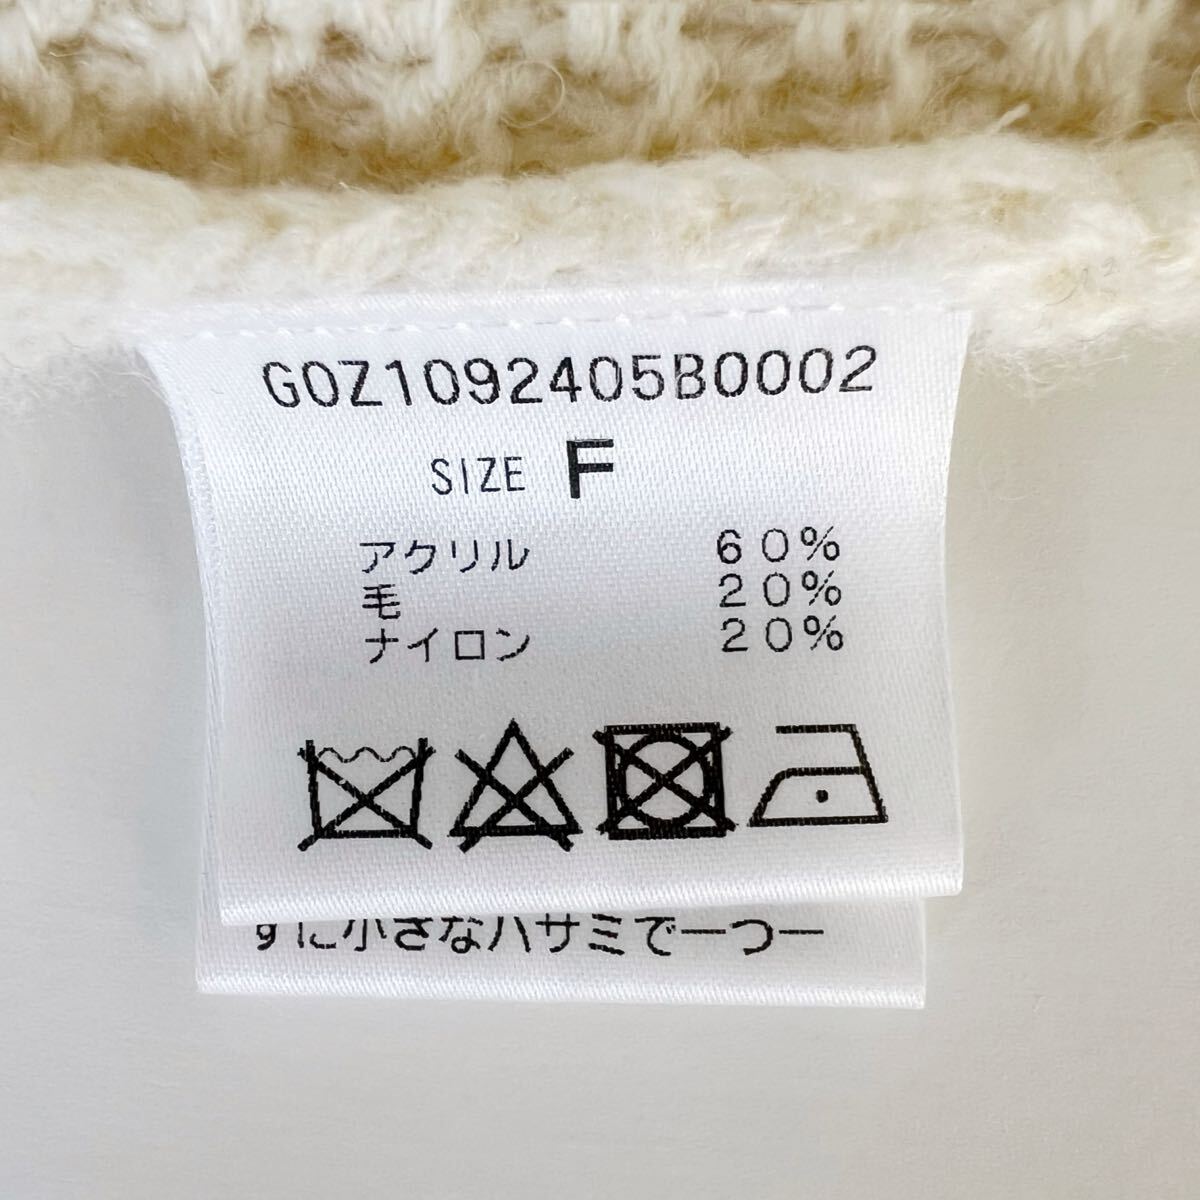 G0Z1092405B0002
SIZE F
アクリル 60%
毛 20%
ナイロン 20%
ずに小さなハサミで一つ一